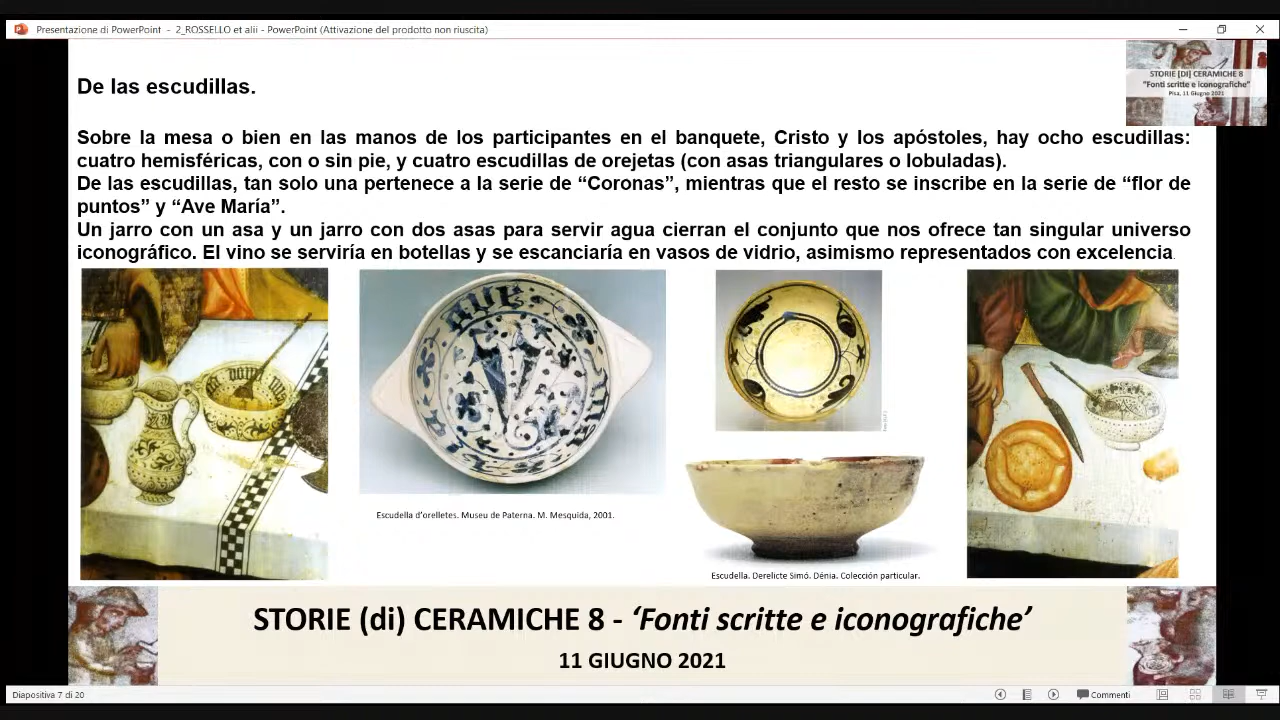 Presentazione di PowerPoint - 2_ROSSELLO et alii - PowerPoint (Attivazione del prodotto non riuscita)
STORIE [DI] CERAMICHE 8
"Fonti scritte e iconografiche"
Pisa, 11 Giugno 2021
De las escudillas.
Sobre la mesa o bien en las manos de los participantes en el banquete, Cristo y los apóstoles, hay ocho escudillas:
cuatro hemisféricas, con o sin pie, y cuatro escudillas de orejetas (con asas triangulares o lobuladas).
De las escudillas, tan solo una pertenece a la serie de “Coronas”, mientras que el resto se inscribe en la serie de “flor de
puntos” y “Ave María”.
Un jarro con un asa y un jarro con dos asas para servir agua cierran el conjunto que nos ofrece tan singular universo
iconográfico. El vino se serviría en botellas y se escanciaría en vasos de vidrio, asimismo representados con excelencia.
Escudella d'orelletes. Museu de Paterna. M. Mesquida, 2001.
Escudella. Derelicte Simó. Dénia. Colección particular.
STORIE (di) CERAMICHE 8 - ‘Fonti scritte e iconografiche’
11 GIUGNO 2021
Diapositiva 7 di 20
Commenti